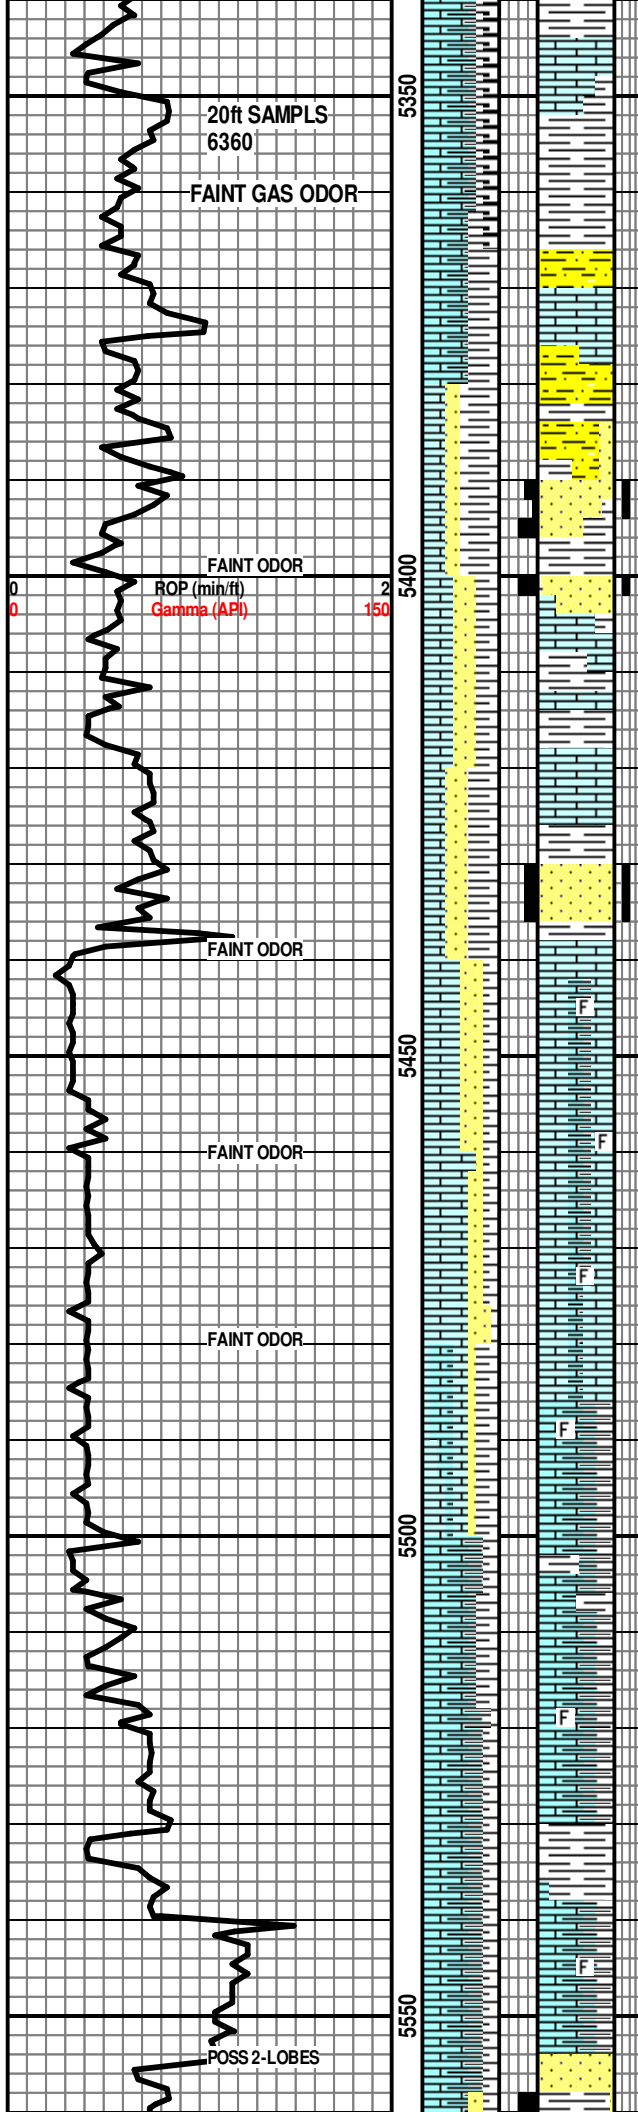 5350
20ft SAMPLS
6360
FAINT GAS ODOR
FAINT ODOR
5400
0 ROP (min/ft) 2
0 Gamma (API) 150
FAINT ODOR
F
5450
F
FAINT ODOR
F
FAINT ODOR
F
5500
F
F
5550
POSS 2-LOBES